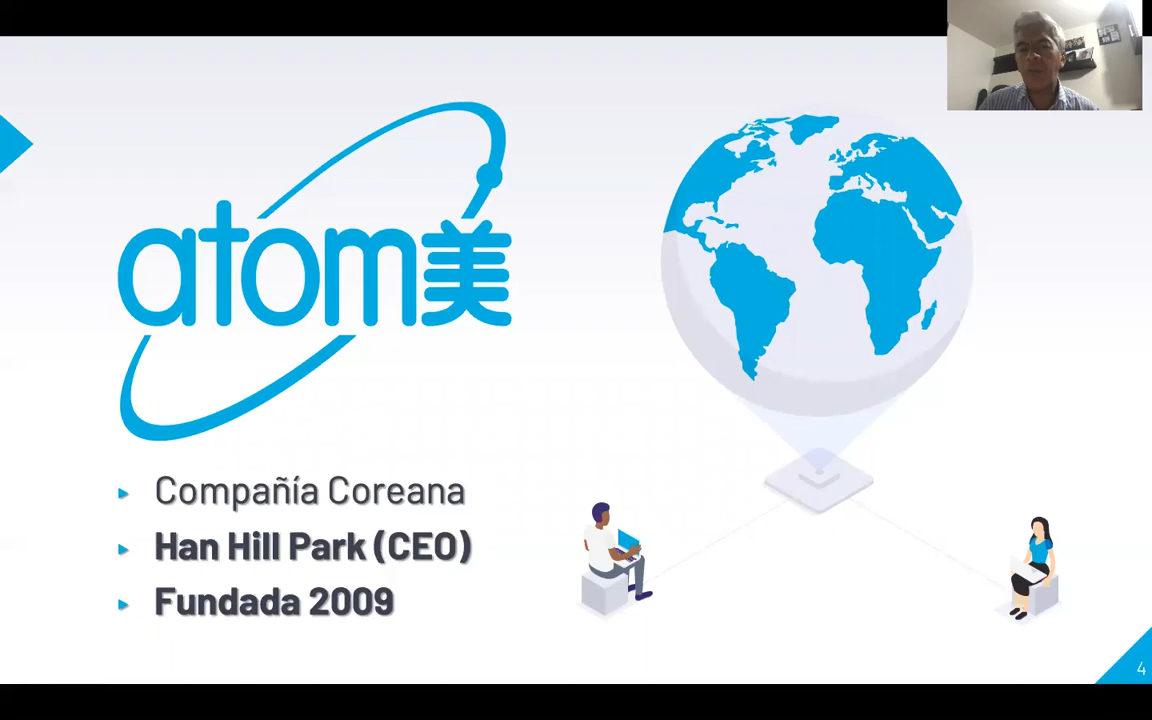 atom美
Compañía Coreana
Han Hill Park (CEO)
Fundada 2009
4